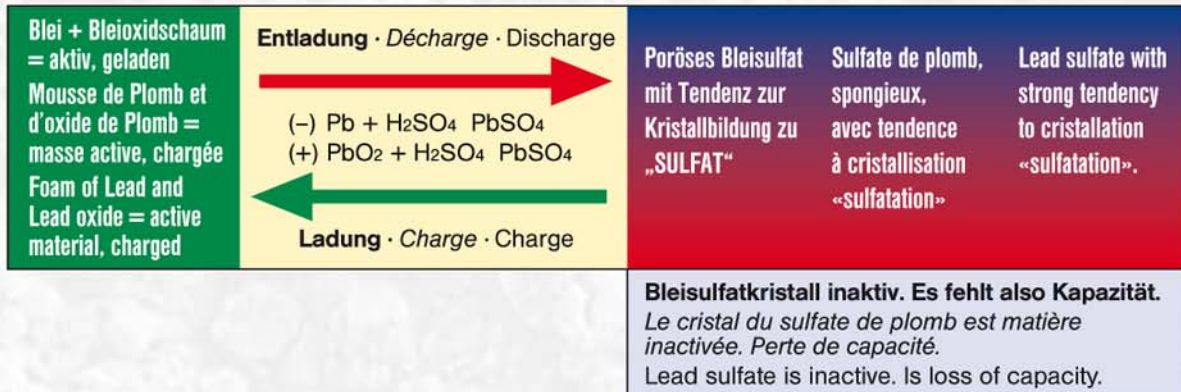 Blei + Bleioxidschaum
= aktiv, geladen
Mousse de Plomb et
d'oxide de Plomb =
masse active, chargée
Foam of Lead and
Lead oxide = active
material, charged
Entladung · Décharge · Discharge
(–) Pb + H2SO4 PbSO4
(+) PbO2 + H2SO4 PbSO4
Ladung · Charge · Charge
Poröses Bleisulfat
mit Tendenz zur
Kristallbildung zu
„SULFAT“
Sulfate de plomb,
spongieux,
avec tendence
à cristallisation
«sulfatation»
Lead sulfate with
strong tendency
to cristallation
«sulfatation».
Bleisulfatkristall inaktiv. Es fehlt also Kapazität.
Le cristal du sulfate de plomb est matière
inactivée. Perte de capacité.
Lead sulfate is inactive. Is loss of capacity.